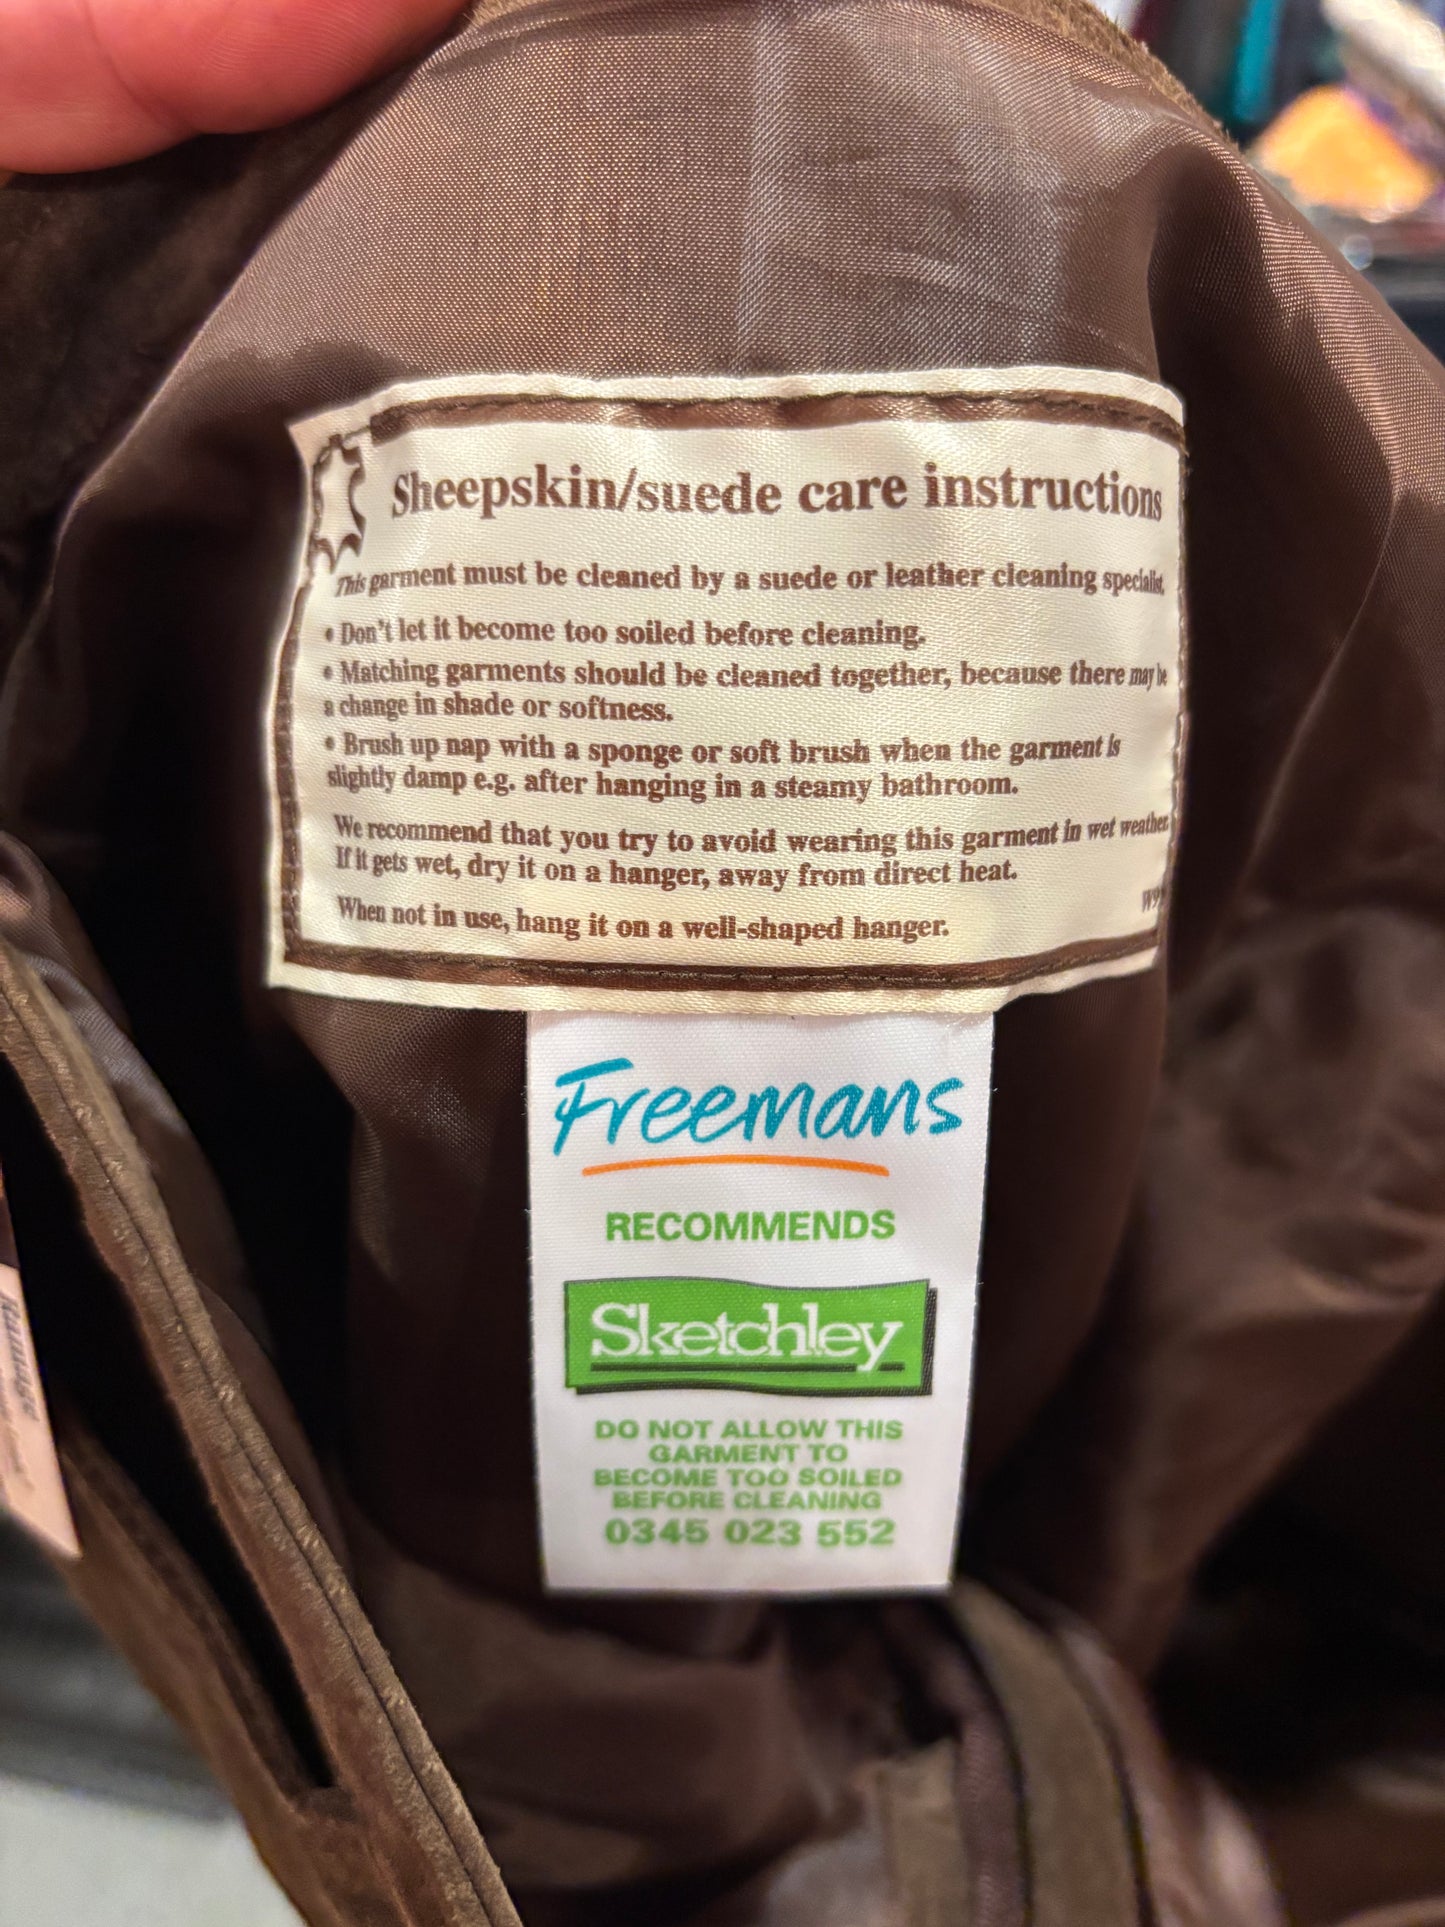 Sheepskin/suede care instructions
This garment must be cleaned by a suede or leather cleaning specialist.
• Don't let it become too soiled before cleaning.
• Matching garments should be cleaned together, because there may be
a change in shade or softness.
• Brush up nap with a sponge or soft brush when the garment is
slightly damp e.g. after hanging in a steamy bathroom.
We recommend that you try to avoid wearing this garment in wet weather.
If it gets wet, dry it on a hanger, away from direct heat.
When not in use, hang it on a well-shaped hanger.
Freemans
RECOMMENDS
Sketchley
DO NOT ALLOW THIS
GARMENT TO
BECOME TOO SOILED
BEFORE CLEANING
0345 023 552